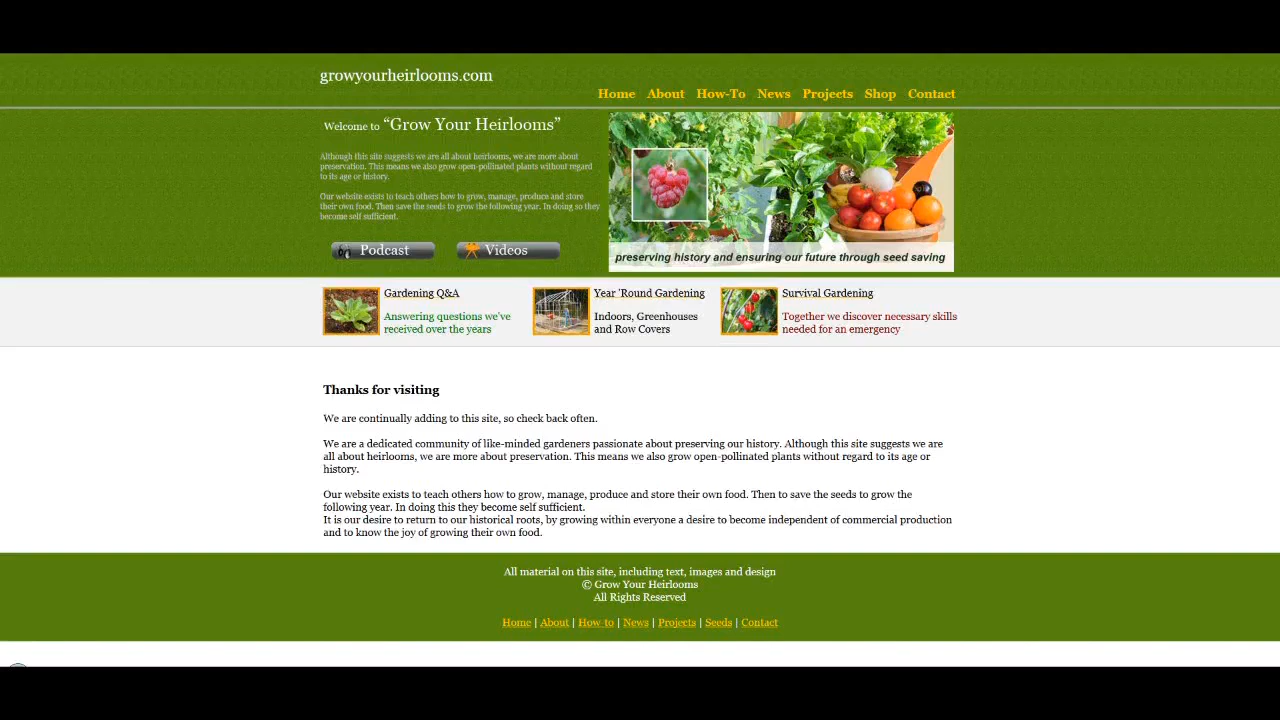 growyourheirlooms.com
Home About How-To News Projects Shop Contact
Welcome to “Grow Your Heirlooms”
Although this site suggests we are all about heirlooms, we are more about
preservation. This means we also grow open-pollinated plants without regard
to its age or history.
Our website exists to teach others how to grow, manage, produce and store
their own food. Then save the seeds to grow the following year. In doing so they
become self sufficient.
Podcast Videos
preserving history and ensuring our future through seed saving
Gardening Q&A
Answering questions we've
received over the years
Year 'Round Gardening
Indoors, Greenhouses
and Row Covers
Survival Gardening
Together we discover necessary skills
needed for an emergency
Thanks for visiting
We are continually adding to this site, so check back often.
We are a dedicated community of like-minded gardeners passionate about preserving our history. Although this site suggests we are
all about heirlooms, we are more about preservation. This means we also grow open-pollinated plants without regard to its age or
history.
Our website exists to teach others how to grow, manage, produce and store their own food. Then to save the seeds to grow the
following year. In doing this they become self sufficient.
It is our desire to return to our historical roots, by growing within everyone a desire to become independent of commercial production
and to know the joy of growing their own food.
All material on this site, including text, images and design
© Grow Your Heirlooms
All Rights Reserved
Home | About | How to | News | Projects | Seeds | Contact